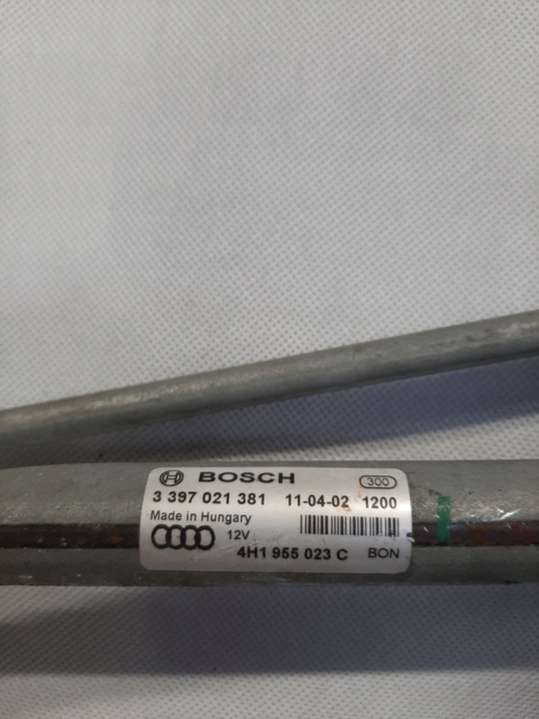 BOSCH 300
3 397 021 381 11-04-02 1200
Made in Hungary
12V
4H1 955 023 C BON